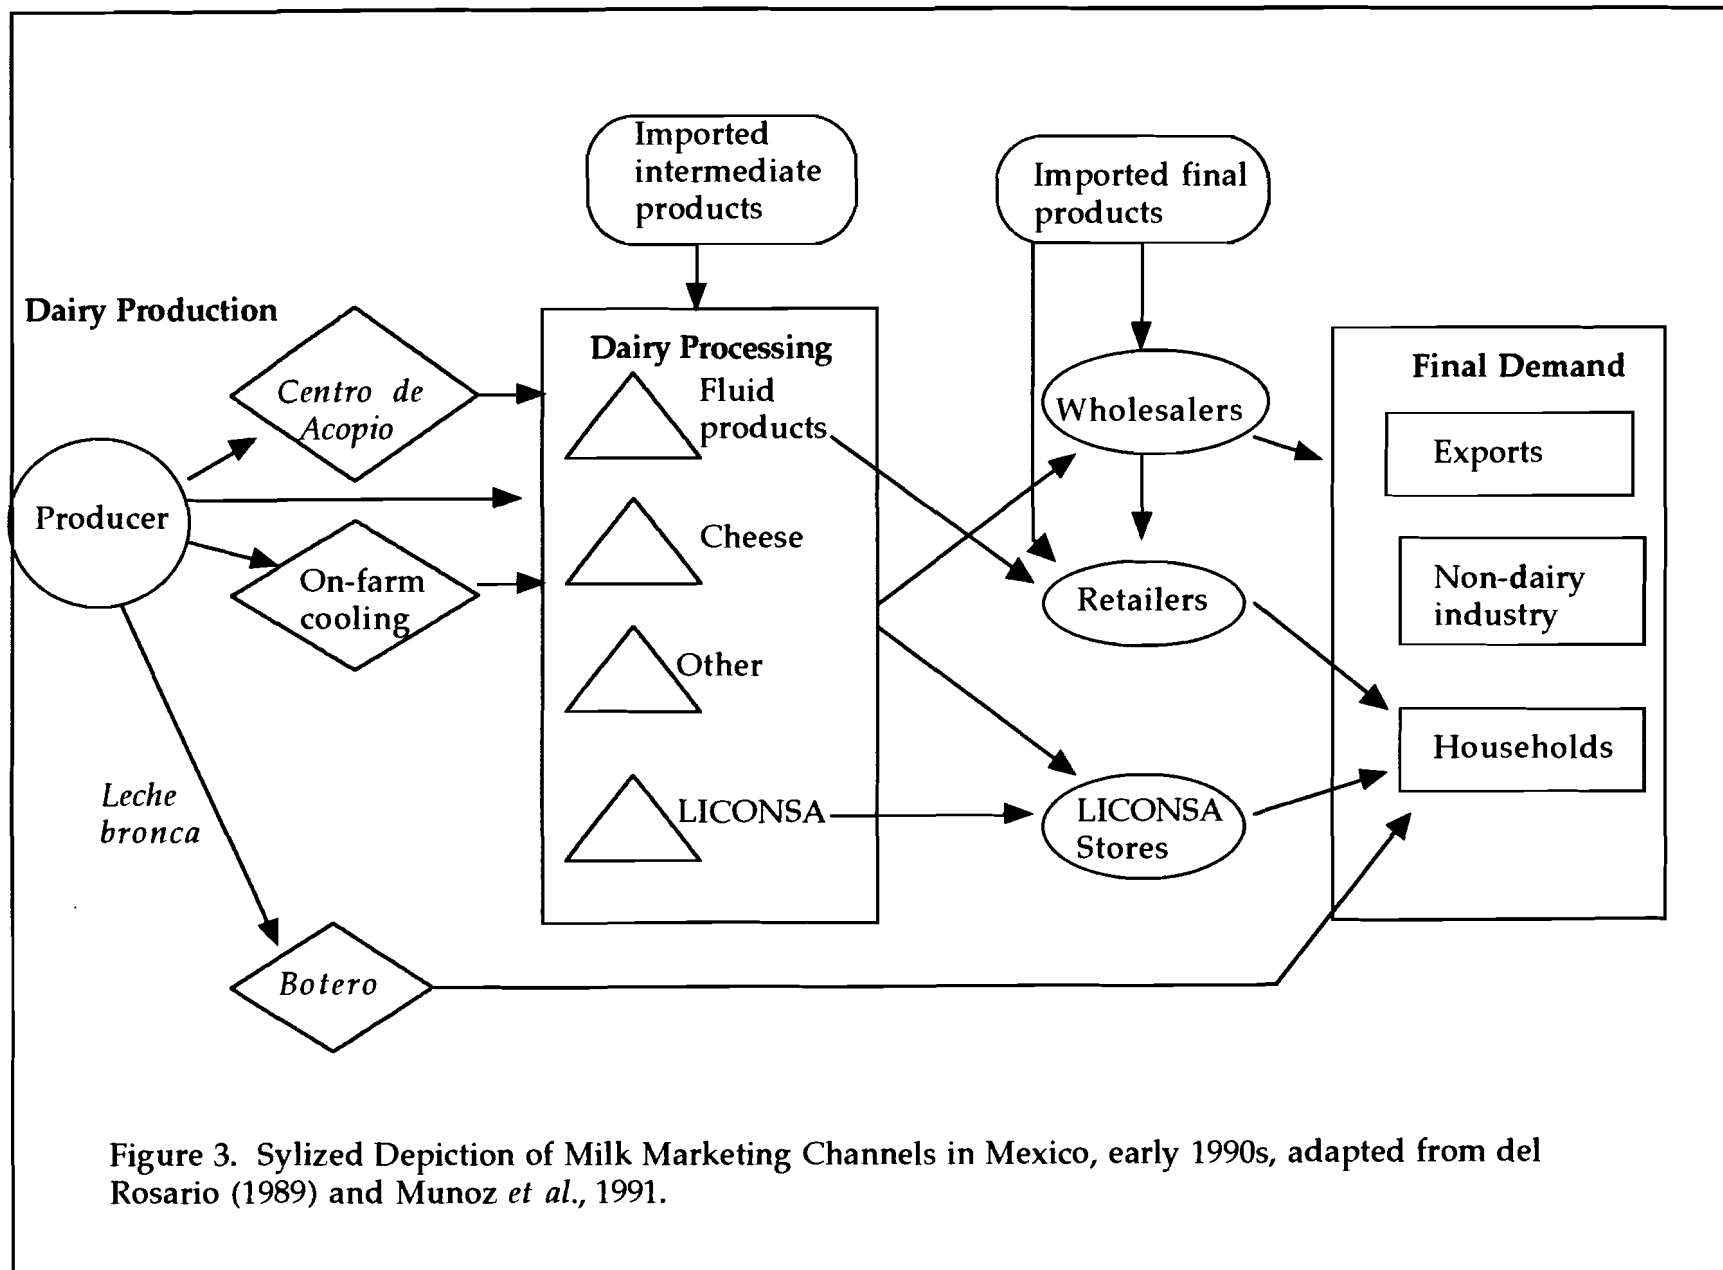 Imported
intermediate
products
Imported final
products
Dairy Production
Centro de
Acopio
Producer
On-farm
cooling
Leche
bronca
Botero
Dairy Processing
Fluid
products
Cheese
Other
LICONSA
Wholesalers
Retailers
LICONSA
Stores
Final Demand
Exports
Non-dairy
industry
Households
Figure 3. Sylized Depiction of Milk Marketing Channels in Mexico, early 1990s, adapted from del
Rosario (1989) and Munoz et al., 1991.